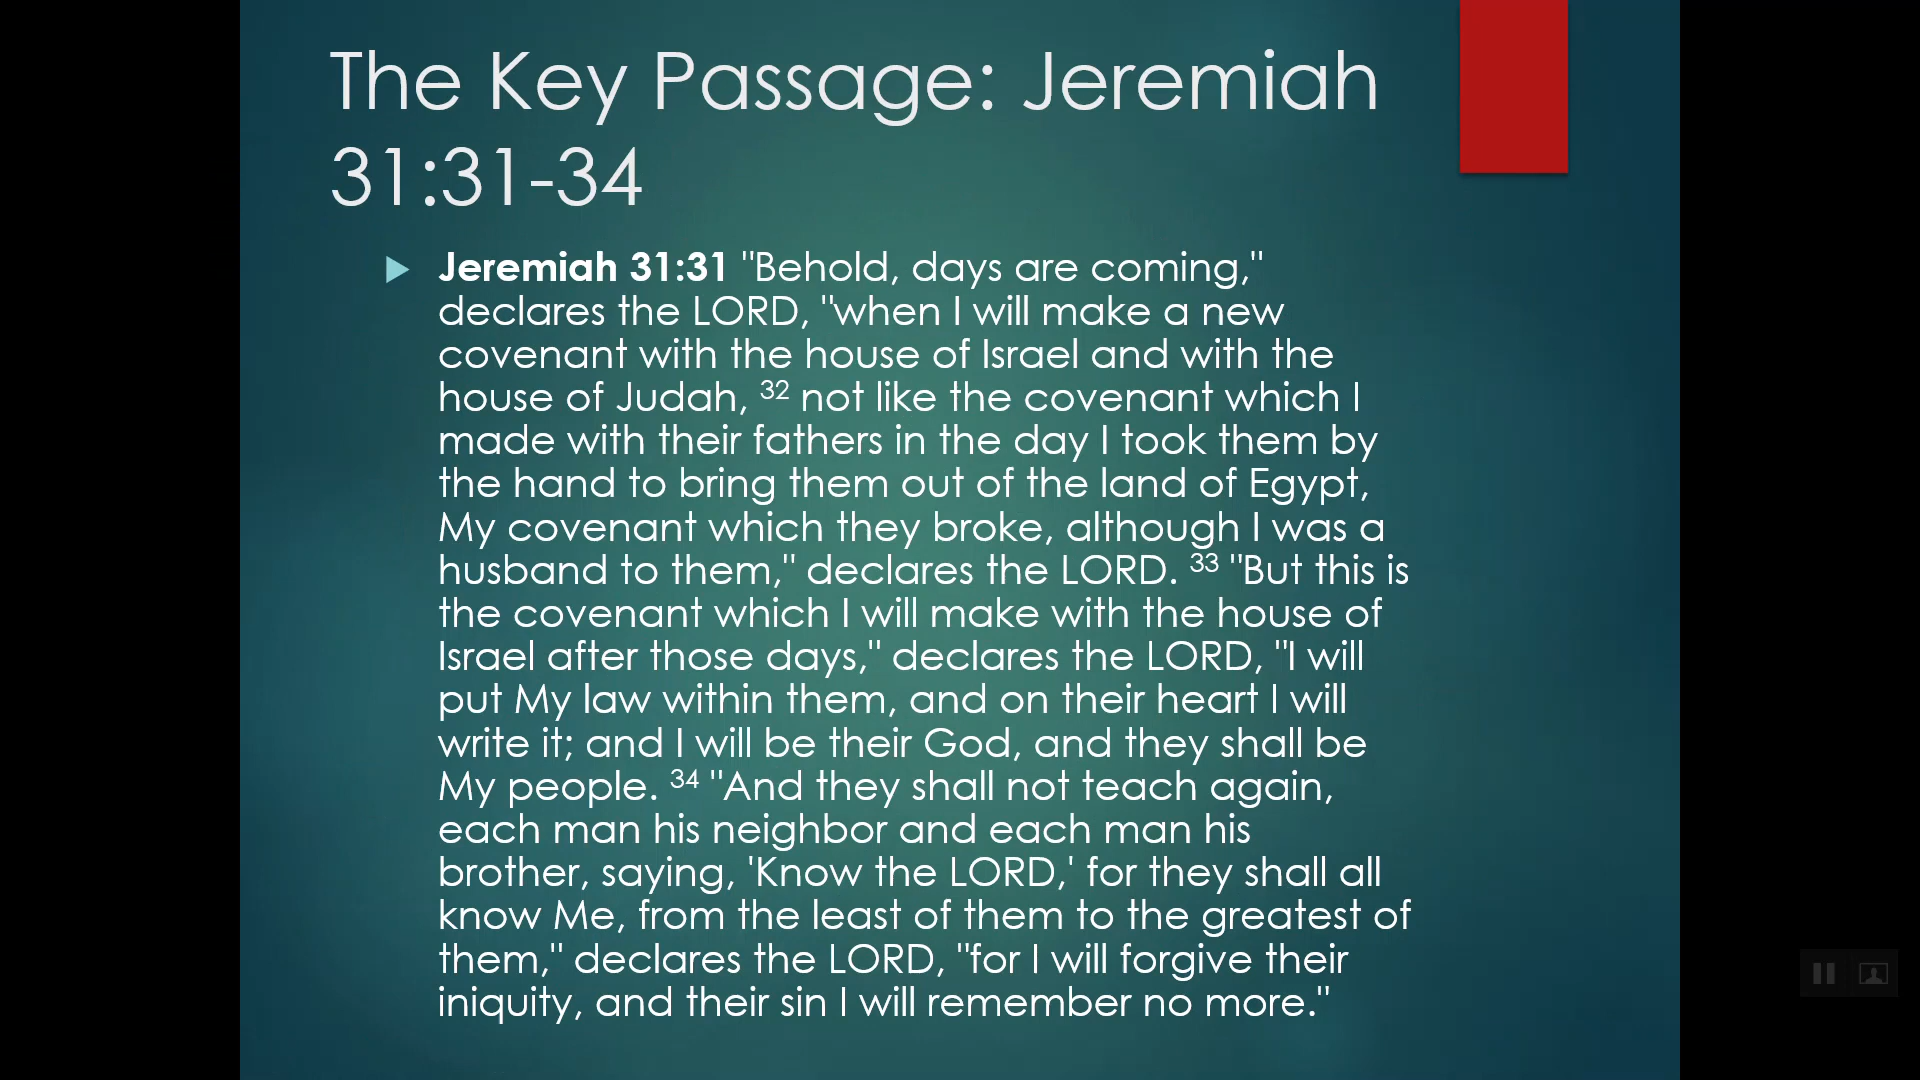 The Key Passage: Jeremiah
31:31-34
Jeremiah 31:31 "Behold, days are coming,"
declares the LORD, "when I will make a new
covenant with the house of Israel and with the
house of Judah, 32 not like the covenant which I
made with their fathers in the day I took them by
the hand to bring them out of the land of Egypt,
My covenant which they broke, although I was a
husband to them," declares the LORD. 33 "But this is
the covenant which I will make with the house of
Israel after those days," declares the LORD, "I will
put My law within them, and on their heart I will
write it; and I will be their God, and they shall be
My people. 34 "And they shall not teach again,
each man his neighbor and each man his
brother, saying, 'Know the LORD,' for they shall all
know Me, from the least of them to the greatest of
them," declares the LORD, "for I will forgive their
iniquity, and their sin I will remember no more."